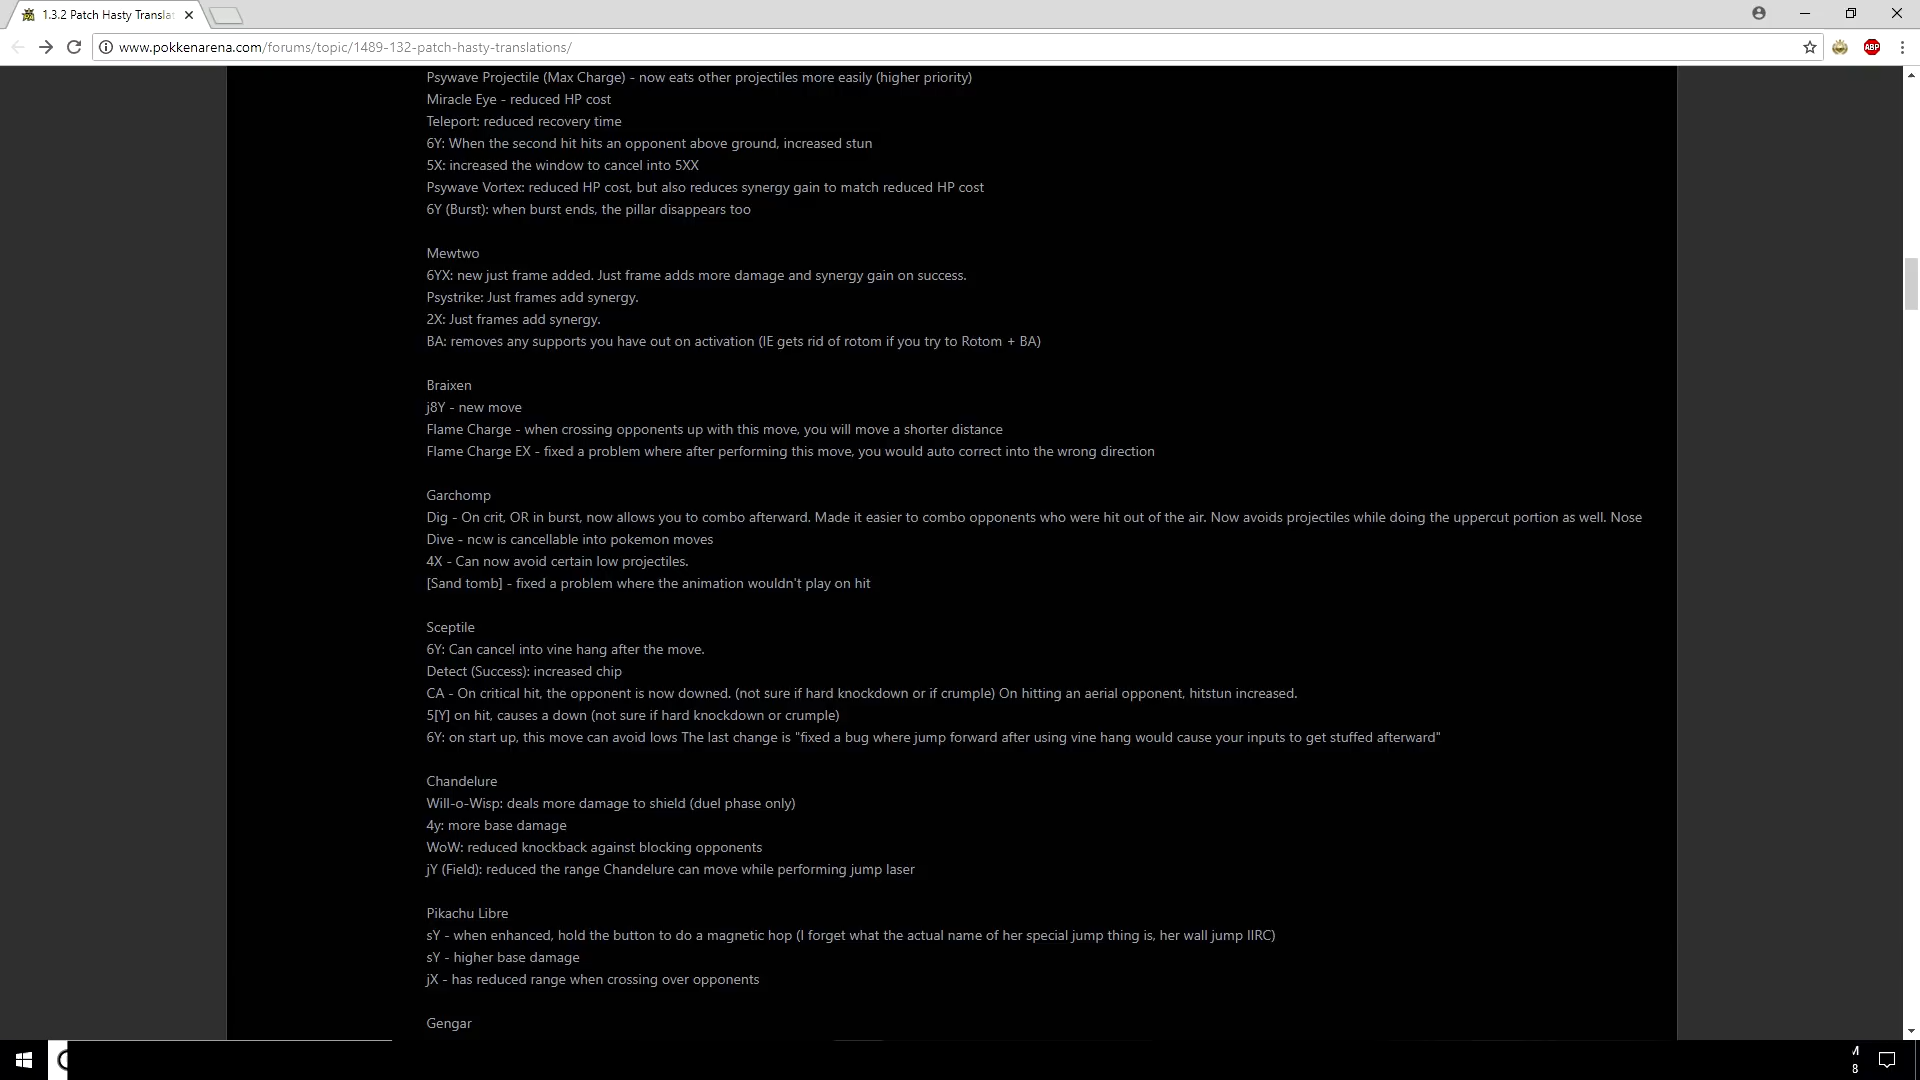 1.3.2 Patch Hasty Transla
www.pokkenarena.com/forums/topic/1489-132-patch-hasty-translations/
ABP
Psywave Projectile (Max Charge) - now eats other projectiles more easily (higher priority)
Miracle Eye - reduced HP cost
Teleport: reduced recovery time
6Y: When the second hit hits an opponent above ground, increased stun
5X: increased the window to cancel into 5XX
Psywave Vortex: reduced HP cost, but also reduces synergy gain to match reduced HP cost
6Y (Burst): when burst ends, the pillar disappears too
Mewtwo
6YX: new just frame added. Just frame adds more damage and synergy gain on success.
Psystrike: Just frames add synergy.
2X: Just frames add synergy.
BA: removes any supports you have out on activation (IE gets rid of rotom if you try to Rotom + BA)
Braixen
j8Y - new move
Flame Charge - when crossing opponents up with this move, you will move a shorter distance
Flame Charge EX - fixed a problem where after performing this move, you would auto correct into the wrong direction
Garchomp
Dig - On crit, OR in burst, now allows you to combo afterward. Made it easier to combo opponents who were hit out of the air. Now avoids projectiles while doing the uppercut portion as well. Nose
Dive - now is cancellable into pokemon moves
4X - Can now avoid certain low projectiles.
[Sand tomb] - fixed a problem where the animation wouldn't play on hit
Sceptile
6Y: Can cancel into vine hang after the move.
Detect (Success): increased chip
CA - On critical hit, the opponent is now downed. (not sure if hard knockdown or if crumple) On hitting an aerial opponent, hitstun increased.
5[Y] on hit, causes a down (not sure if hard knockdown or crumple)
6Y: on start up, this move can avoid lows The last change is "fixed a bug where jump forward after using vine hang would cause your inputs to get stuffed afterward"
Chandelure
Will-o-Wisp: deals more damage to shield (duel phase only)
4y: more base damage
WoW: reduced knockback against blocking opponents
jY (Field): reduced the range Chandelure can move while performing jump laser
Pikachu Libre
sY - when enhanced, hold the button to do a magnetic hop (I forget what the actual name of her special jump thing is, her wall jump IIRC)
sY - higher base damage
jX - has reduced range when crossing over opponents
Gengar
8